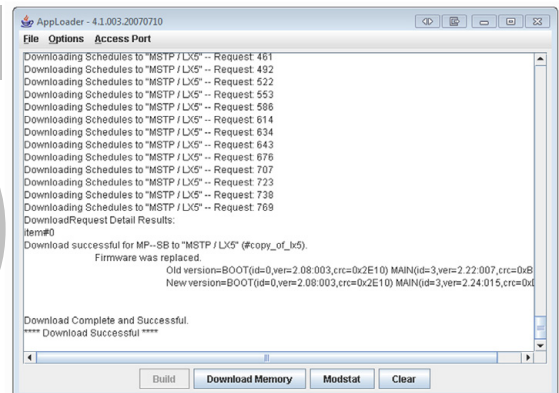 AppLoader - 4.1.003.20070710
File Options Access Port
Downloading Schedules to "MSTP / LX5" -- Request: 461
Downloading Schedules to "MSTP / LX5" -- Request: 492
Downloading Schedules to "MSTP / LX5" -- Request: 522
Downloading Schedules to "MSTP / LX5" -- Request: 553
Downloading Schedules to "MSTP / LX5" -- Request: 586
Downloading Schedules to "MSTP / LX5" -- Request: 614
Downloading Schedules to "MSTP / LX5" -- Request: 634
Downloading Schedules to "MSTP / LX5" -- Request: 643
Downloading Schedules to "MSTP / LX5" -- Request: 676
Downloading Schedules to "MSTP / LX5" -- Request: 707
Downloading Schedules to "MSTP / LX5" -- Request: 723
Downloading Schedules to "MSTP / LX5" -- Request: 738
Downloading Schedules to "MSTP / LX5" -- Request: 769
DownloadRequest Detail Results:
item#0
Download successful for MP--SB to "MSTP / LX5" (#copy_of_lx5).
Firmware was replaced.
Old version=BOOT(id=0,ver=2.08:003,crc=0x2E10) MAIN(id=3,ver=2.22:007,crc=0xB
New version=BOOT(id=0,ver=2.08:003,crc=0x2E10) MAIN(id=3,ver=2.24:015,crc=0xD
Download Complete and Successful.
**** Download Successful ****
Build Download Memory Modstat Clear